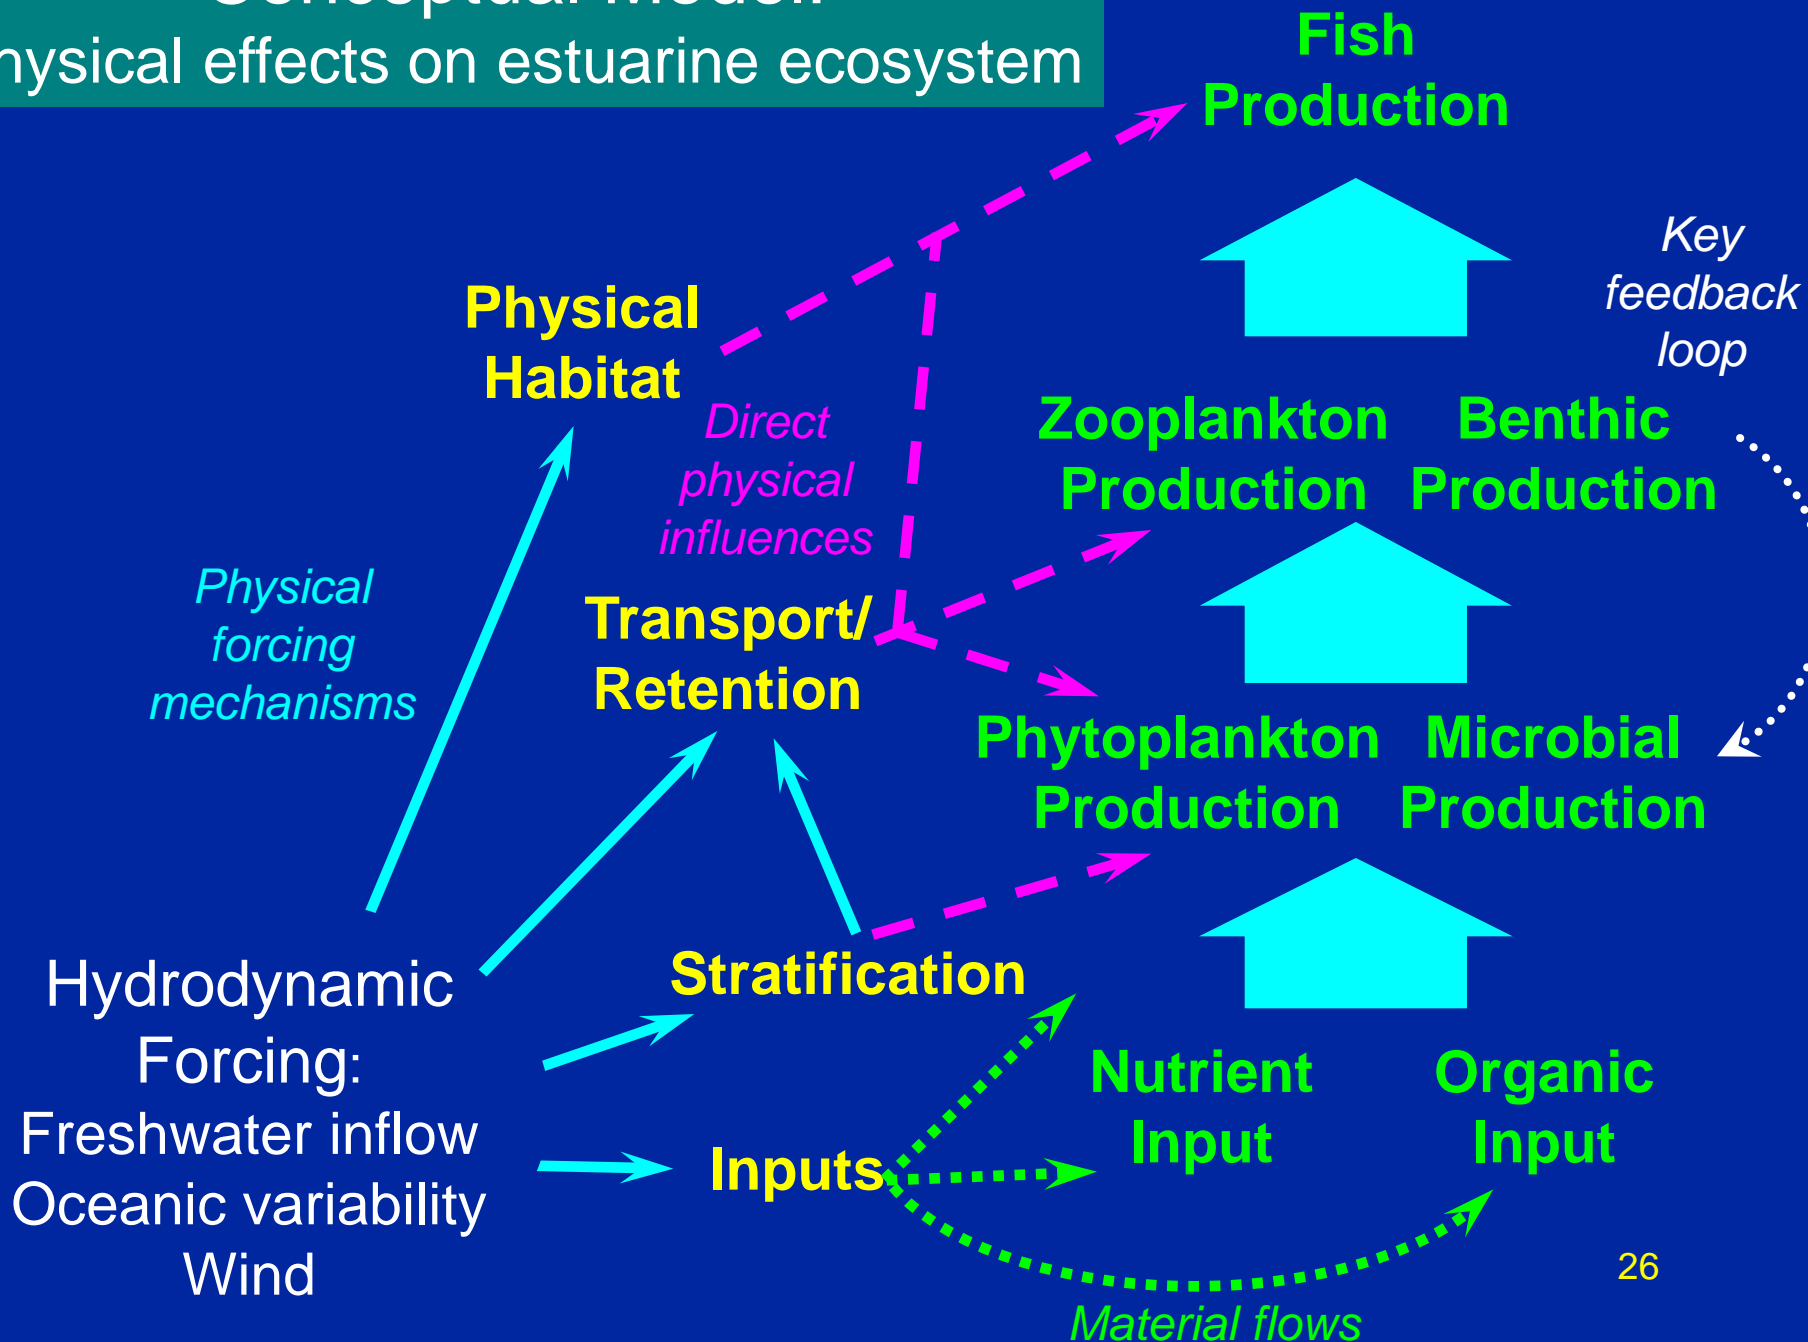 Conceptual Model:
hysical effects on estuarine ecosystem
Fish
Production
Key
feedback
loop
Physical
Habitat
Direct
physical
influences
Zooplankton
Production
Benthic
Production
Physical
forcing
mechanisms
Transport/
Retention
Phytoplankton
Production
Microbial
Production
Hydrodynamic
Forcing:
Freshwater inflow
Oceanic variability
Wind
Stratification
Inputs
Nutrient
Input
Organic
Input
Material flows
26